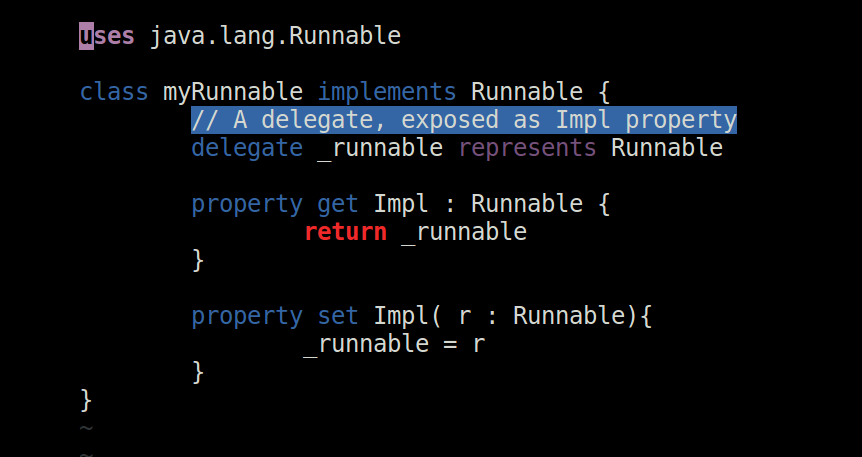 uses java.lang.Runnable
class myRunnable implements Runnable {
// A delegate, exposed as Impl property
delegate _runnable represents Runnable
property get Impl : Runnable {
return _runnable
}
property set Impl( r : Runnable){
_runnable = r
}
}
~
~